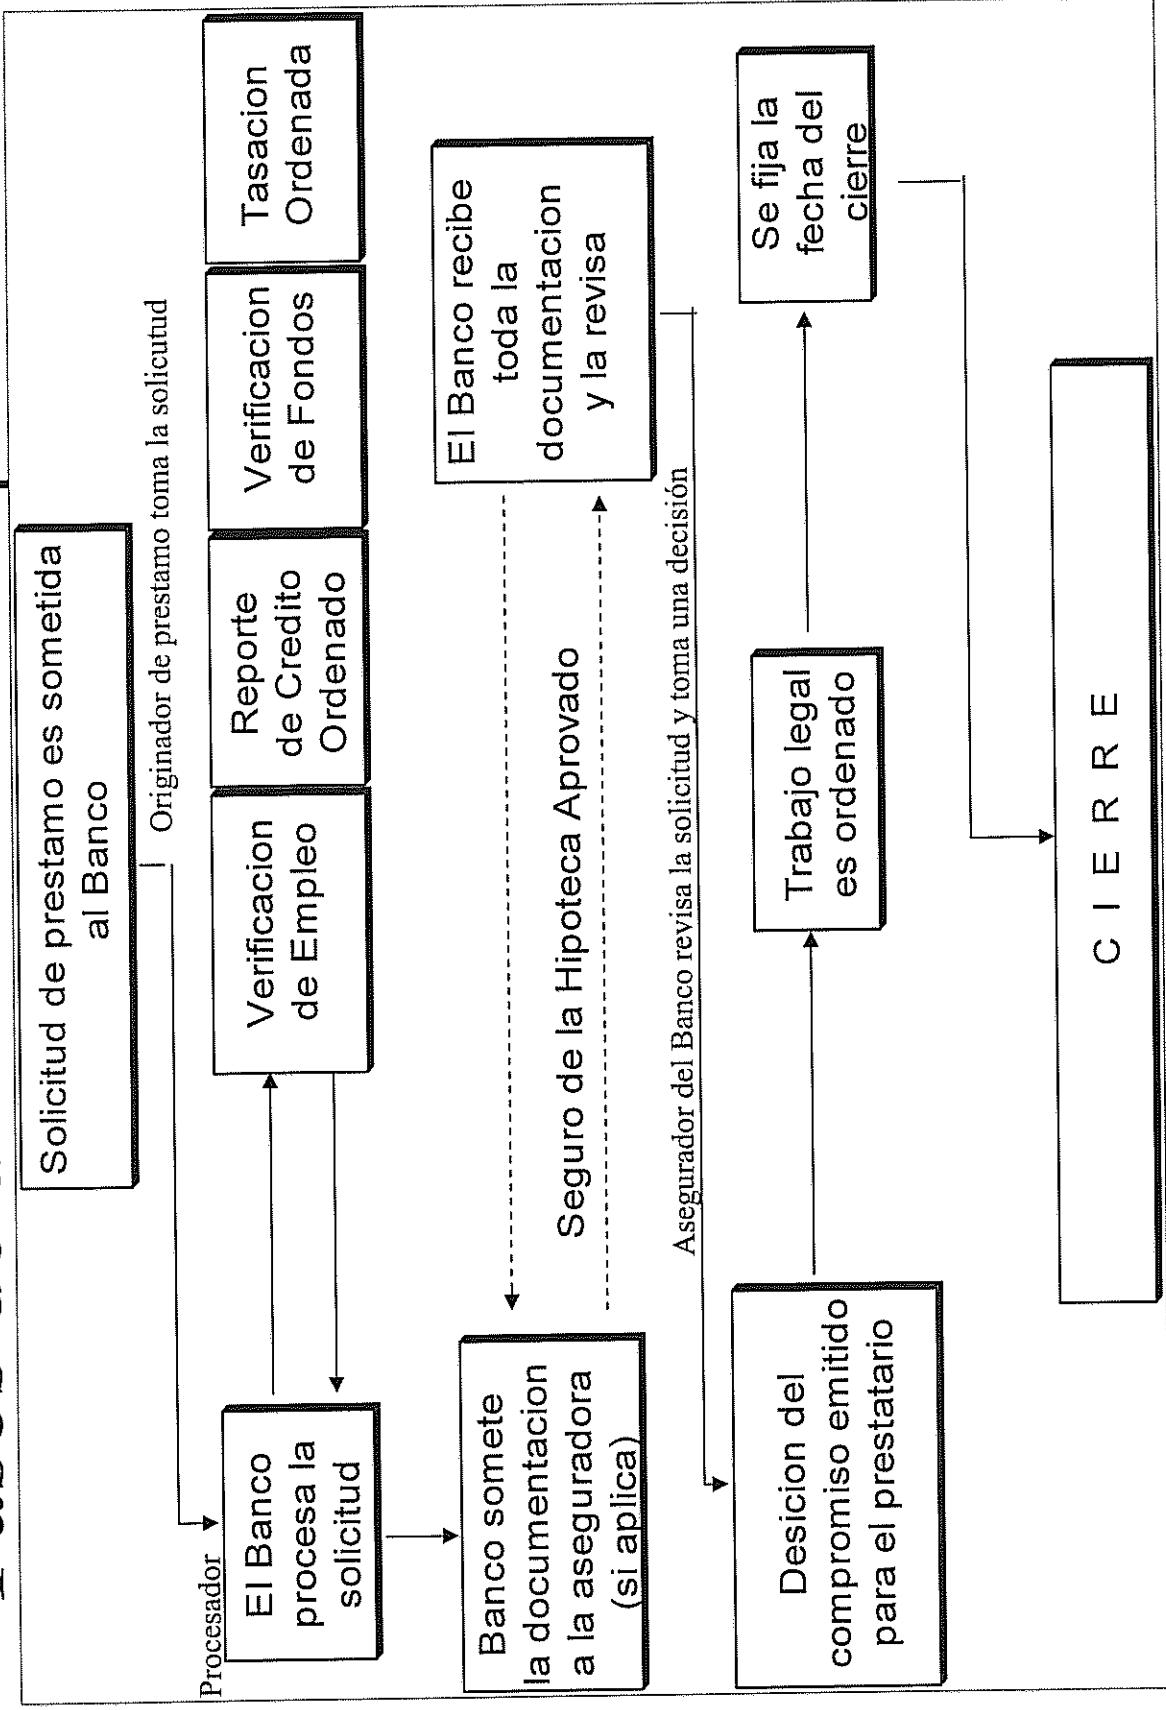 Solicitud de prestamo es sometida
al Banco
Originador de prestamo toma la solicutud
Procesador
El Banco
procesa la
solicitud
Verificacion
de Empleo
Reporte
de Credito
Ordenado
Verificacion
de Fondos
Tasacion
Ordenada
Banco somete
la documentacion
a la aseguradora
(si aplica)
Seguro de la Hipoteca Aprovado
El Banco recibe
toda la
documentacion
y la revisa
Asegurador del Banco revisa la solicitud y toma una decisión
Desicion del
compromiso emitido
para el prestatario
Trabajo legal
es ordenado
Se fija la
fecha del
cierre
C I E R R E